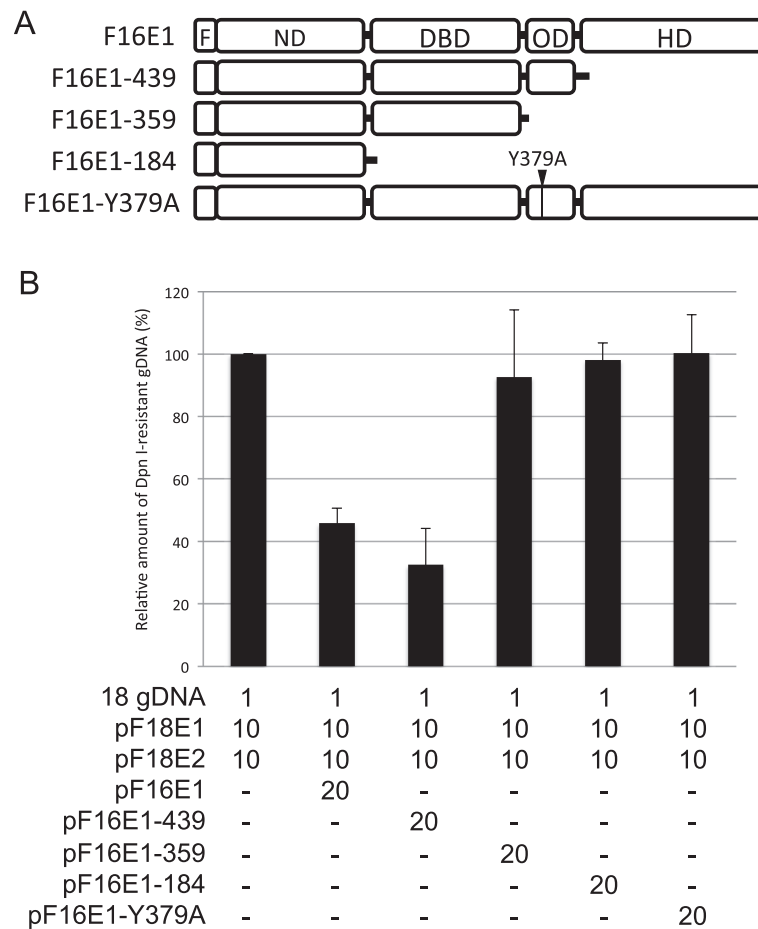 A
F16E1 F ND DBD OD HD
F16E1-439
F16E1-359
F16E1-184
Y379A
F16E1-Y379A
B
Relative amount of Dpn I-resistant gDNA (%)
120
100
80
60
40
20
0
18 gDNA 1 1 1 1 1 1
pF18E1 10 10 10 10 10 10
pF18E2 10 10 10 10 10 10
pF16E1 - 20 - - - -
pF16E1-439 - - 20 - - -
pF16E1-359 - - - 20 - -
pF16E1-184 - - - - 20 -
pF16E1-Y379A - - - - - 20